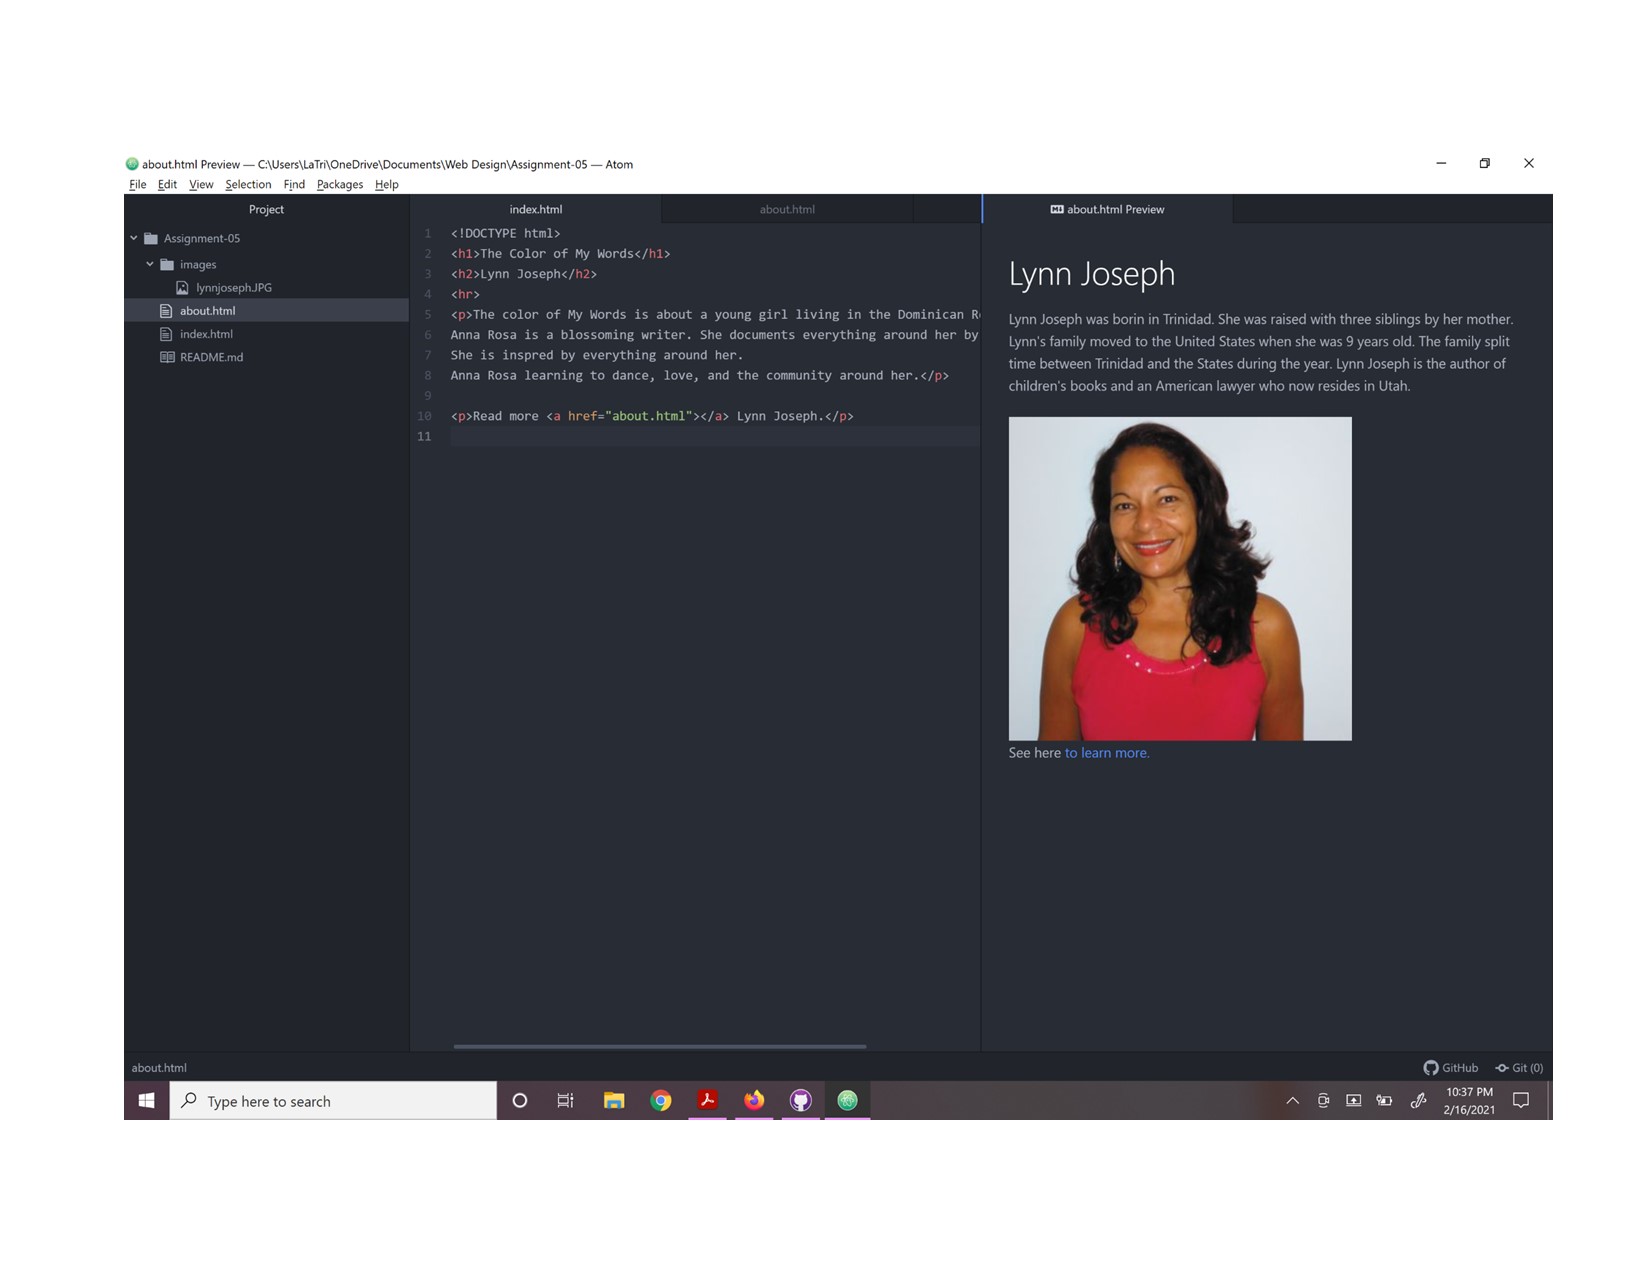 about.html Preview — C:\Users\LaTri\OneDrive\Documents\Web Design\Assignment-05 — Atom
File Edit View Selection Find Packages Help
Project
Assignment-05
images
lynnjoseph.JPG
about.html
index.html
README.md
index.html
about.html
1 <!DOCTYPE html>
2 <h1>The Color of My Words</h1>
3 <h2>Lynn Joseph</h2>
4 <hr>
5 <p>The color of My Words is about a young girl living in the Dominican
6 Anna Rosa is a blossoming writer. She documents everything around her by
7 She is inspred by everything around her.
8 Anna Rosa learning to dance, love, and the community around her.</p>
9
10 <p>Read more <a href="about.html"></a> Lynn Joseph.</p>
11
about.html Preview
Lynn Joseph
Lynn Joseph was borin in Trinidad. She was raised with three siblings by her mother.
Lynn's family moved to the United States when she was 9 years old. The family split
time between Trinidad and the States during the year. Lynn Joseph is the author of
children's books and an American lawyer who now resides in Utah.
See here to learn more.
about.html
GitHub Git (0)
Type here to search
10:37 PM
2/16/2021